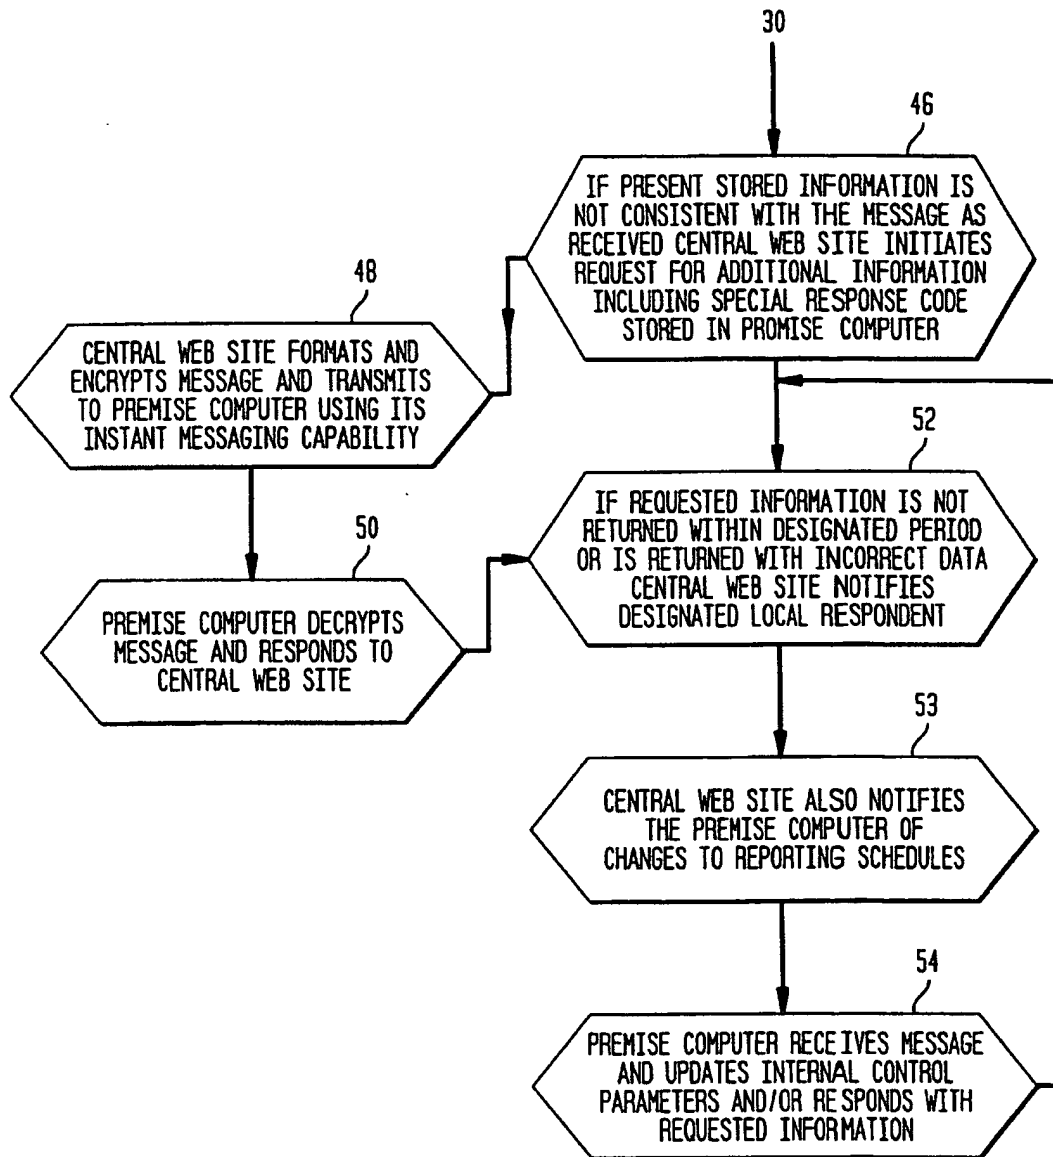 30
46
IF PRESENT STORED INFORMATION IS
NOT CONSISTENT WITH THE MESSAGE AS
RECEIVED CENTRAL WEB SITE INITIATES
REQUEST FOR ADDITIONAL INFORMATION
INCLUDING SPECIAL RESPONSE CODE
STORED IN PROMISE COMPUTER
48
CENTRAL WEB SITE FORMATS AND
ENCRYPTS MESSAGE AND TRANSMITS
TO PREMISE COMPUTER USING ITS
INSTANT MESSAGING CAPABILITY
50
PREMISE COMPUTER DECRYPTS
MESSAGE AND RESPONDS TO
CENTRAL WEB SITE
52
IF REQUESTED INFORMATION IS NOT
RETURNED WITHIN DESIGNATED PERIOD
OR IS RETURNED WITH INCORRECT DATA
CENTRAL WEB SITE NOTIFIES
DESIGNATED LOCAL RESPONDENT
53
CENTRAL WEB SITE ALSO NOTIFIES
THE PREMISE COMPUTER OF
CHANGES TO REPORTING SCHEDULES
54
PREMISE COMPUTER RECEIVES MESSAGE
AND UPDATES INTERNAL CONTROL
PARAMETERS AND/OR RESPONDS WITH
REQUESTED INFORMATION